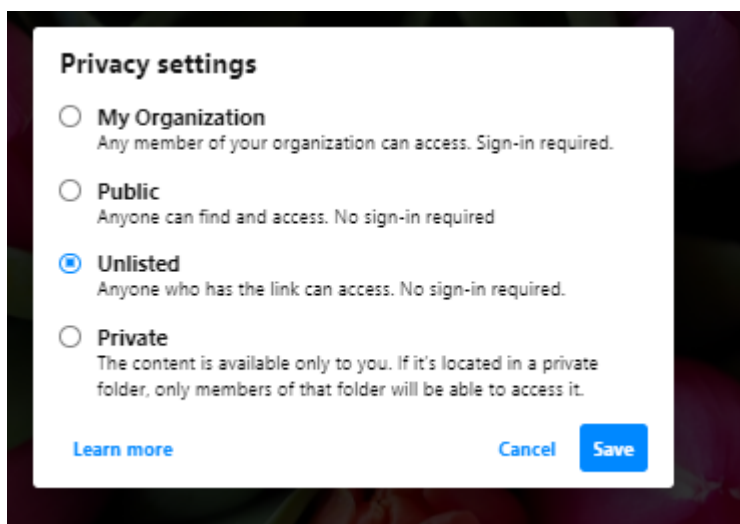 Privacy settings
My Organization
Any member of your organization can access. Sign-in required.
Public
Anyone can find and access. No sign-in required
Unlisted
Anyone who has the link can access. No sign-in required.
Private
The content is available only to you. If it's located in a private
folder, only members of that folder will be able to access it.
Learn more Cancel Save